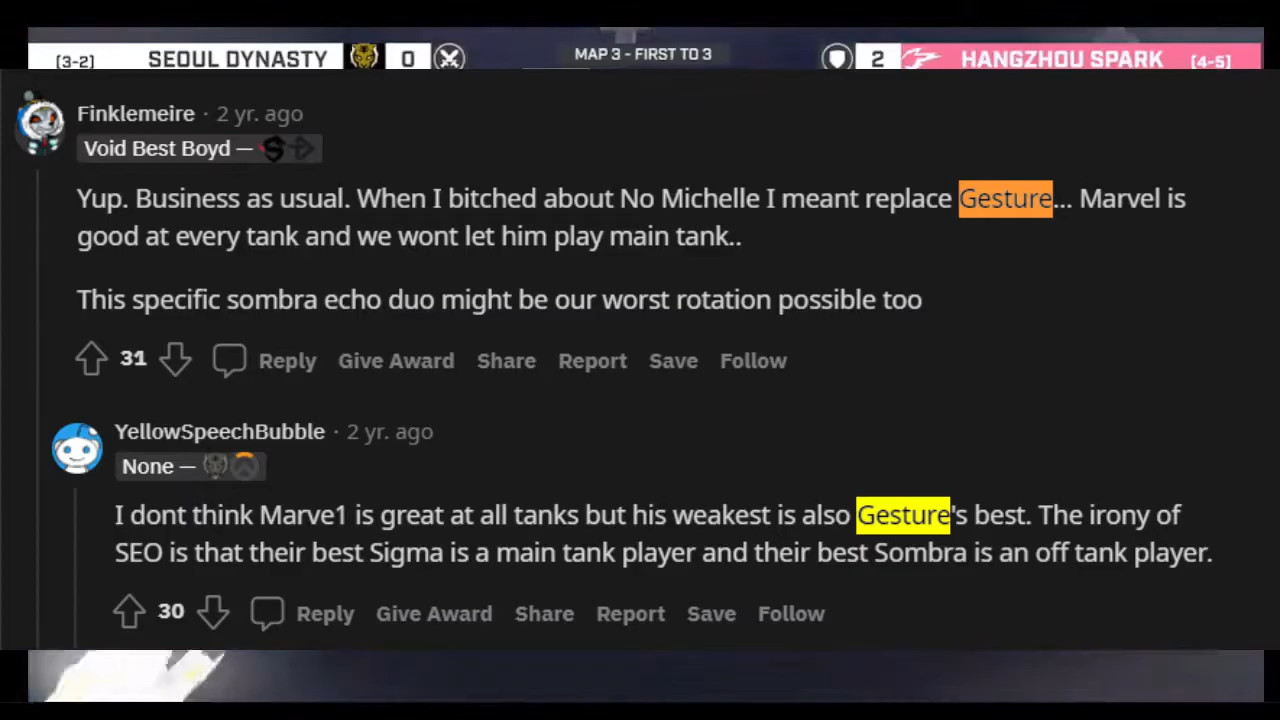 [3-2] SEOUL DYNASTY 0 MAP 3 - FIRST TO 3 2 HANGZHOU SPARK [4-5]
Finklemeire · 2 yr. ago
Void Best Boyd —
Yup. Business as usual. When I bitched about No Michelle I meant replace Gesture... Marvel is
good at every tank and we wont let him play main tank..
This specific sombra echo duo might be our worst rotation possible too
31 Reply Give Award Share Report Save Follow
YellowSpeechBubble · 2 yr. ago
None —
I dont think Marve1 is great at all tanks but his weakest is also Gesture's best. The irony of
SEO is that their best Sigma is a main tank player and their best Sombra is an off tank player.
30 Reply Give Award Share Report Save Follow